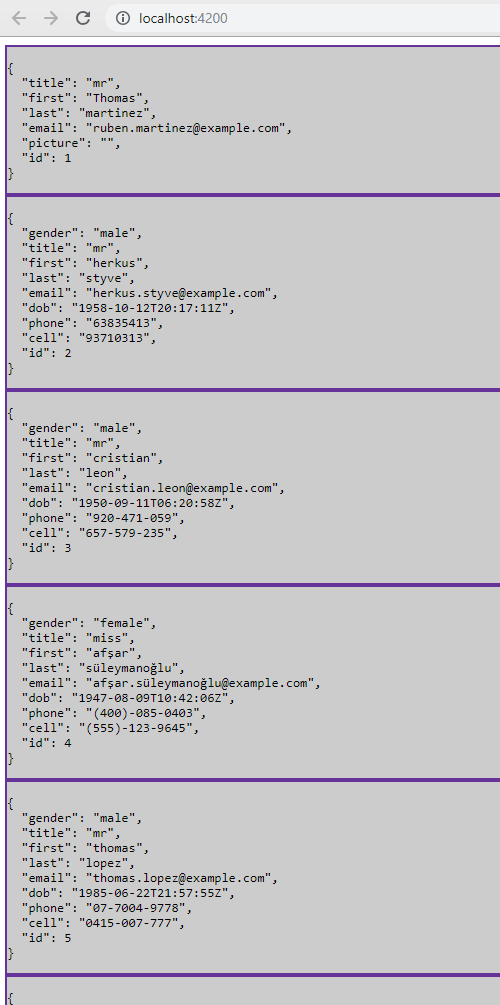 localhost:4200
{
  "title": "mr",
  "first": "Thomas",
  "last": "martinez",
  "email": "ruben.martinez@example.com",
  "picture": "",
  "id": 1
}
{
  "gender": "male",
  "title": "mr",
  "first": "herkus",
  "last": "styve",
  "email": "herkus.styve@example.com",
  "dob": "1958-10-12T20:17:11Z",
  "phone": "63835413",
  "cell": "93710313",
  "id": 2
}
{
  "gender": "male",
  "title": "mr",
  "first": "cristian",
  "last": "leon",
  "email": "cristian.leon@example.com",
  "dob": "1950-09-11T06:20:58Z",
  "phone": "920-471-059",
  "cell": "657-579-235",
  "id": 3
}
{
  "gender": "female",
  "title": "miss",
  "first": "afşar",
  "last": "süleymanoğlu",
  "email": "afşar.süleymanoğlu@example.com",
  "dob": "1947-08-09T10:42:06Z",
  "phone": "(400)-085-0403",
  "cell": "(555)-123-9645",
  "id": 4
}
{
  "gender": "male",
  "title": "mr",
  "first": "thomas",
  "last": "lopez",
  "email": "thomas.lopez@example.com",
  "dob": "1985-06-22T21:57:55Z",
  "phone": "07-7004-9778",
  "cell": "0415-007-777",
  "id": 5
}
{